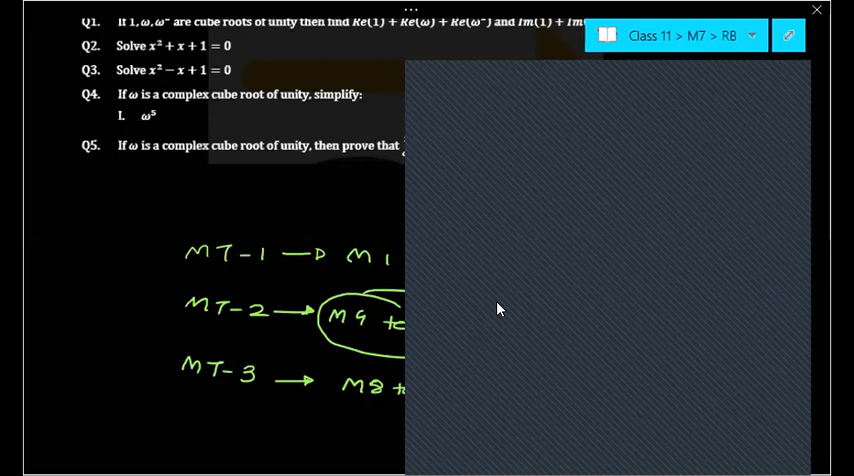 Q1. If 1, ω, ω² are cube roots of unity then find Re(1) + Re(ω) + Re(ω²) and Im(1) + Im
Class 11 > M7 > RB
Q2. Solve x² + x + 1 = 0
Q3. Solve x² − x + 1 = 0
Q4. If ω is a complex cube root of unity, simplify:
I. ω⁵
Q5. If ω is a complex cube root of unity, then prove that
MT-1 → M1
MT-2 → M4 to
MT-3 → M8 to